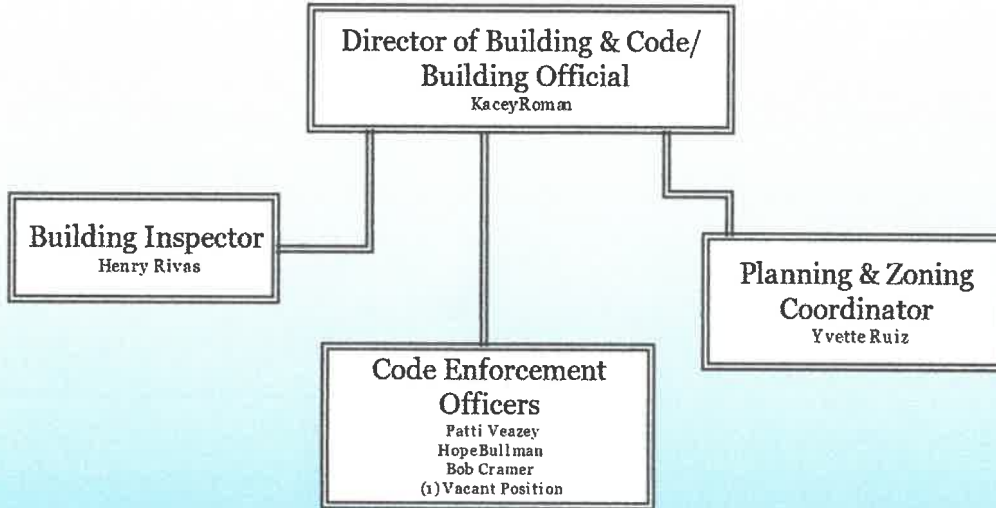 Director of Building & Code/
Building Official
KaceyRoman
Building Inspector
Henry Rivas
Planning & Zoning
Coordinator
Yvette Ruiz
Code Enforcement
Officers
Patti Veazey
HopeBullman
Bob Cramer
(1)Vacant Position